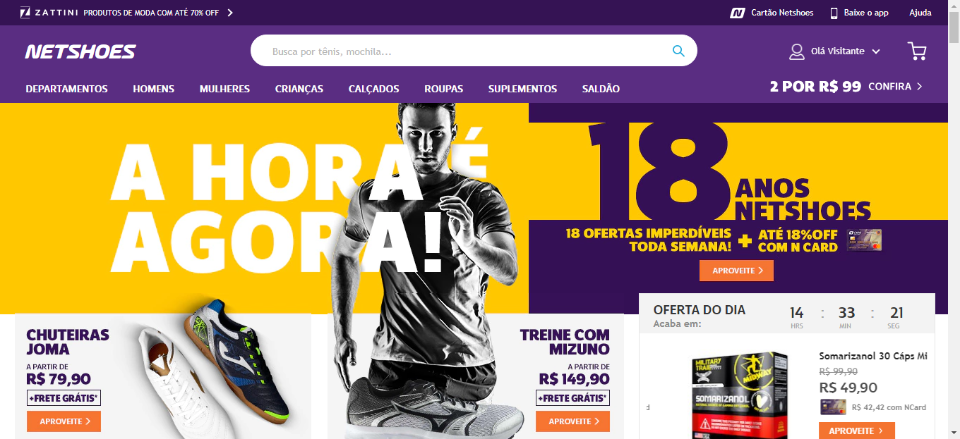 ZATTINI PRODUTOS DE MODA COM ATÉ 70% OFF
Cartão Netshoes
Baixe o app
Ajuda
NETSHOES
Busca por tênis, mochila...
Olá Visitante
DEPARTAMENTOS
HOMENS
MULHERES
CRIANÇAS
CALÇADOS
ROUPAS
SUPLEMENTOS
SALDÃO
2 POR R$ 99 CONFIRA
A HORA É
AGORA!
18
ANOS
NETSHOES
18 OFERTAS IMPERDÍVEIS
TODA SEMANA!
+
ATÉ 18%OFF
COM N CARD
APROVEITE
CHUTEIRAS
JOMA
A PARTIR DE
R$ 79,90
+FRETE GRÁTIS*
APROVEITE
TREINE COM
MIZUNO
A PARTIR DE
R$ 149,90
+FRETE GRÁTIS*
APROVEITE
OFERTA DO DIA
Acaba em:
14 : 33 : 21
HRS MIN SEG
MILITARY
TRAIL
MIDWAY
SOMARIZANOL
Somarizanol 30 Cáps Mi
R$ 99,90
R$ 49,90
R$ 42,42 com NCard
APROVEITE